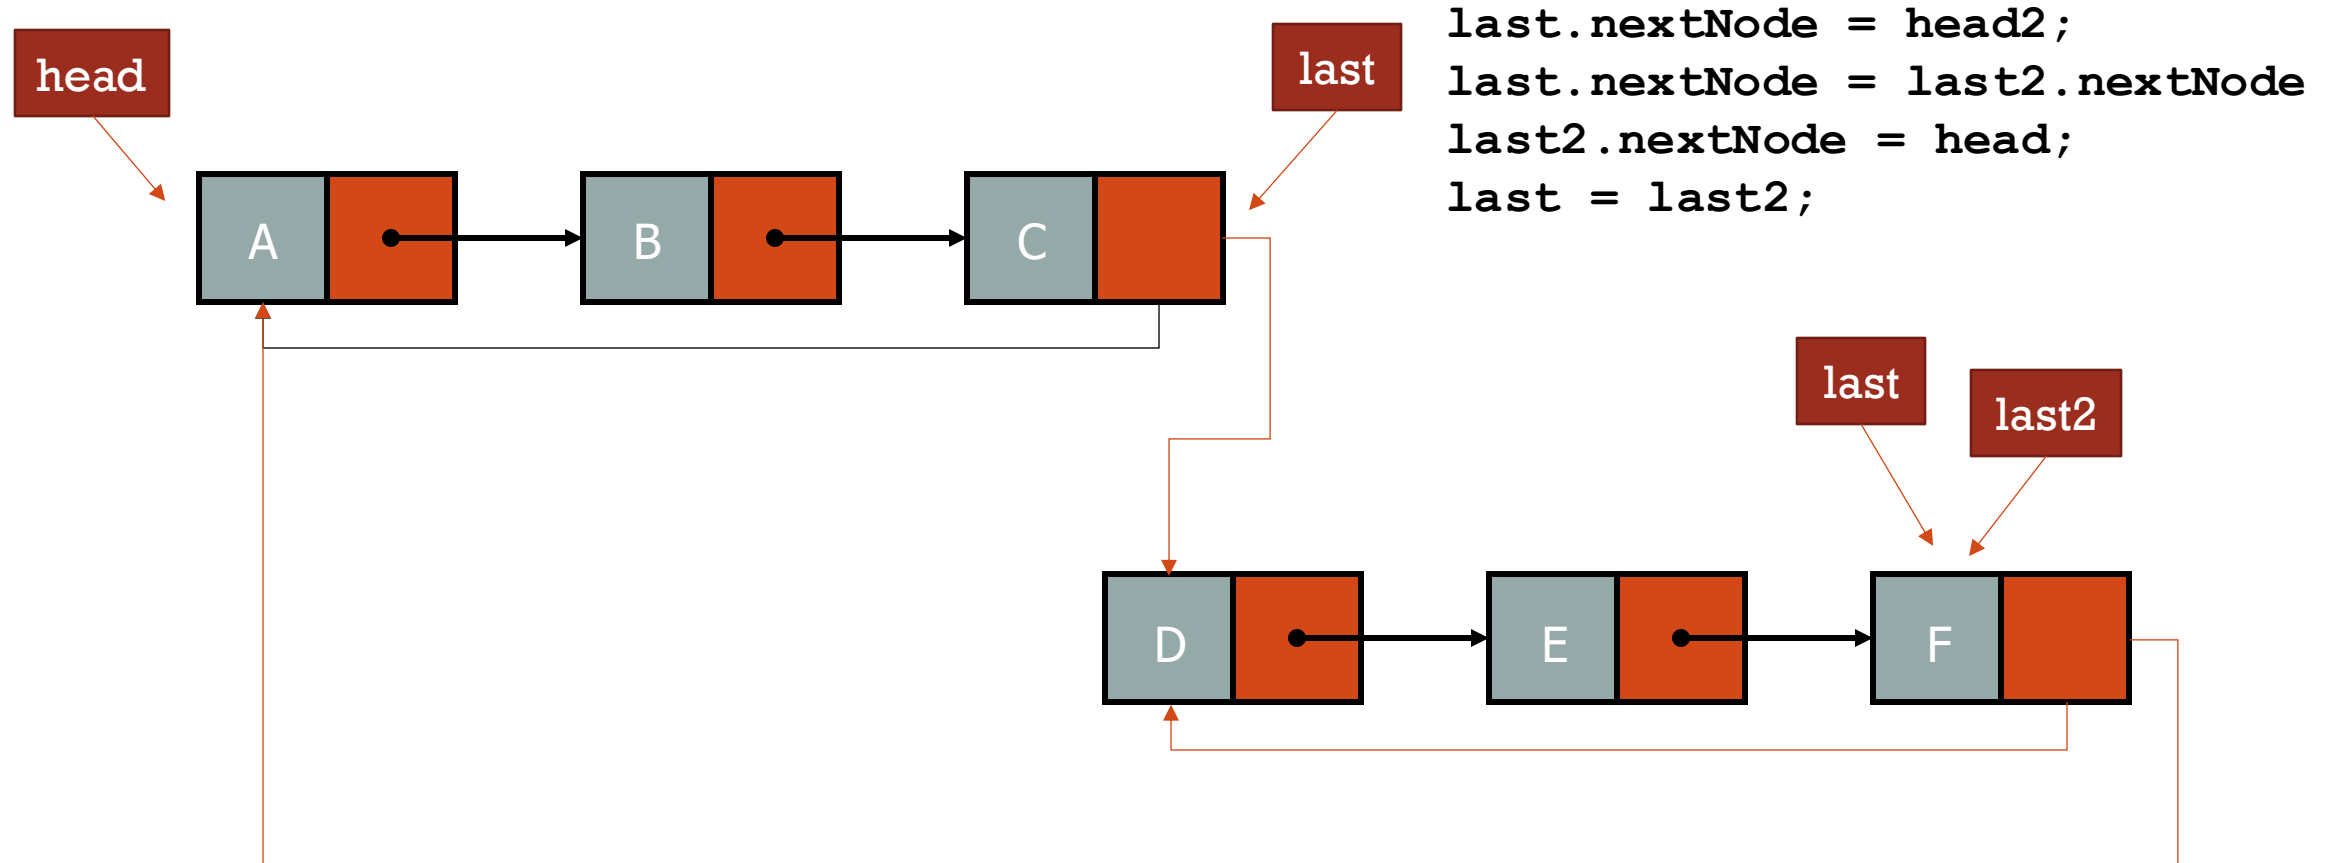 last.nextNode = head2;
last.nextNode = last2.nextNode
last2.nextNode = head;
last = last2;
head
last
A
B
C
last
last2
D
E
F